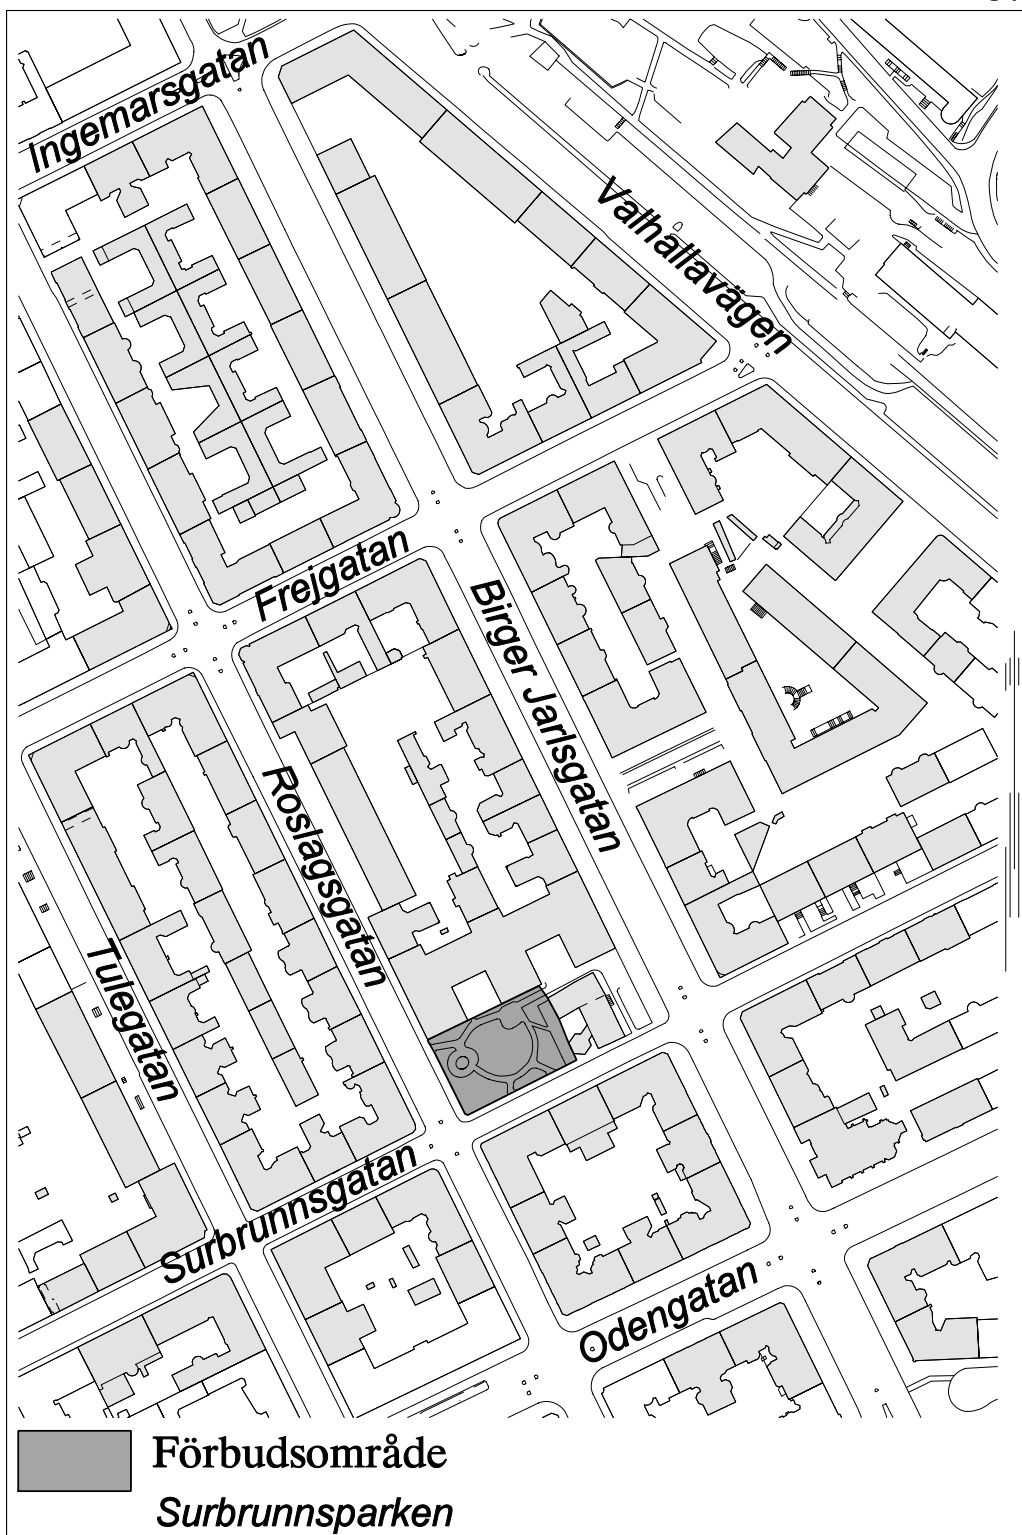 Ingemarsgatan
Valhallavägen
Frejgatan
Birger Jarlsgatan
Roslagsgatan
Tulegatan
Surbrunnsgatan
Odengatan
Förbudsområde
Surbrunnsparken